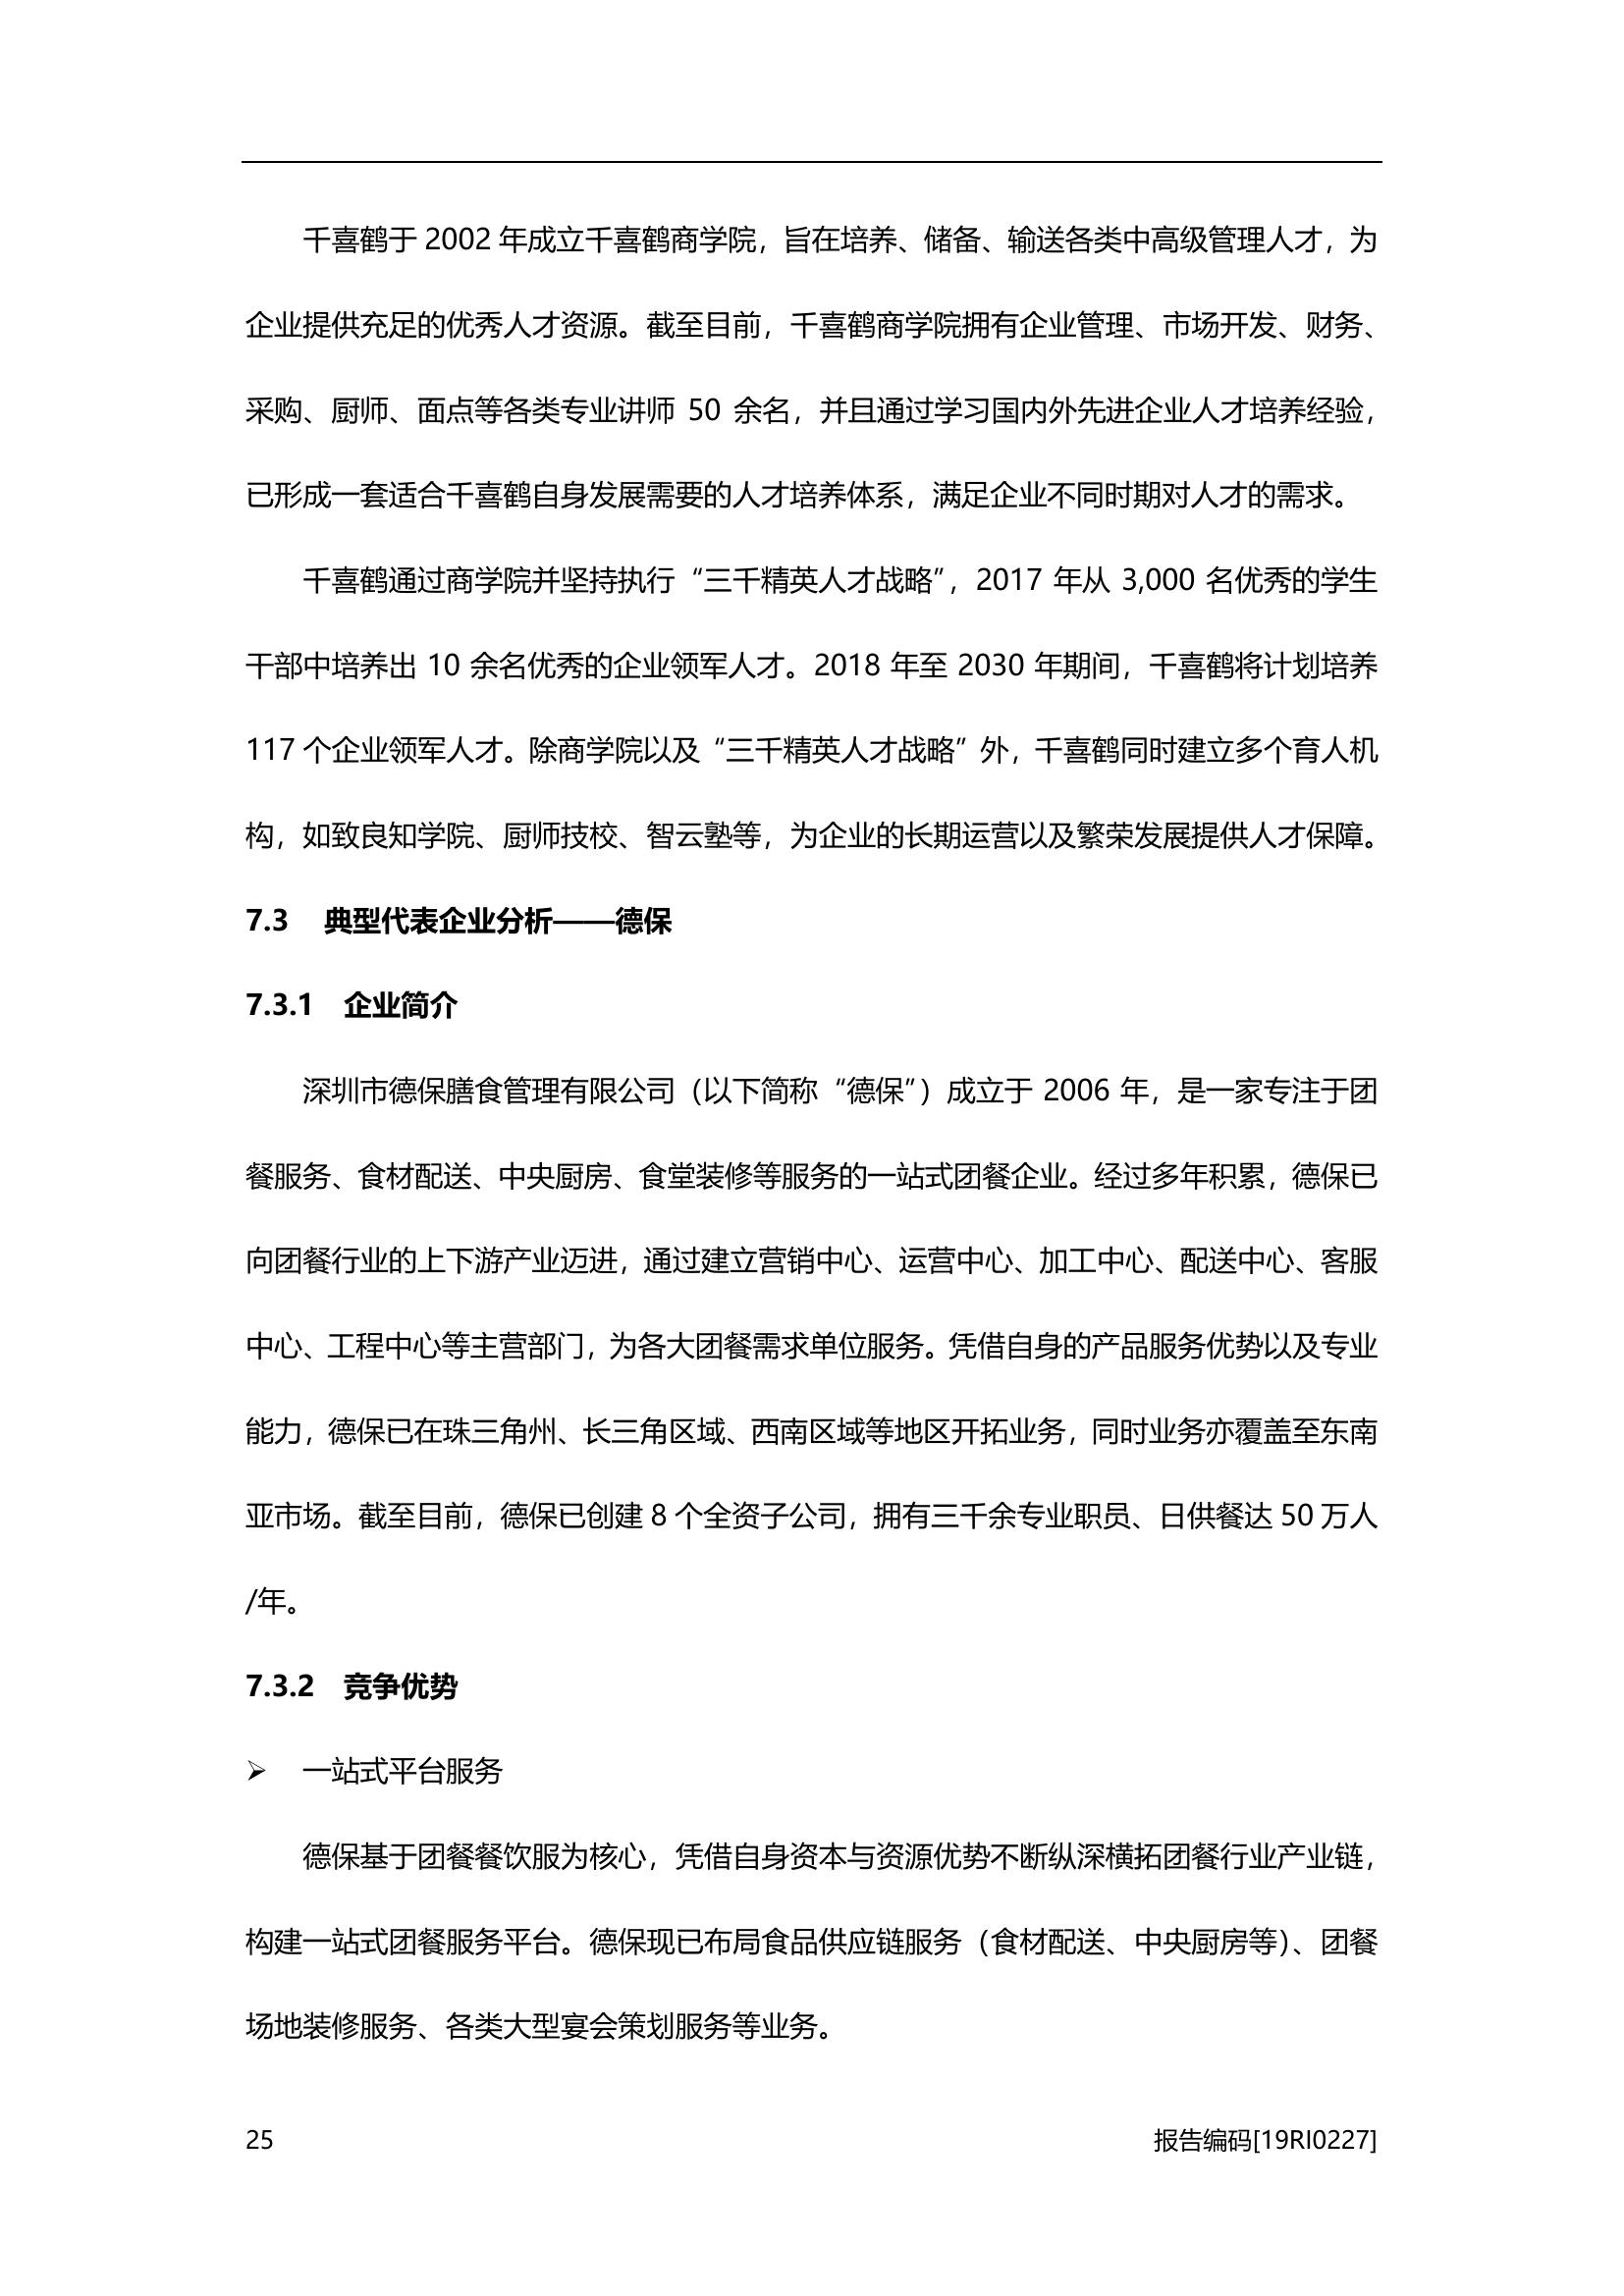 千喜鹤于 2002 年成立千喜鹤商学院，旨在培养、储备、输送各类中高级管理人才，为
企业提供充足的优秀人才资源。截至目前，千喜鹤商学院拥有企业管理、市场开发、财务、
采购、厨师、面点等各类专业讲师 50 余名，并且通过学习国内外先进企业人才培养经验，
已形成一套适合千喜鹤自身发展需要的人才培养体系，满足企业不同时期对人才的需求。
千喜鹤通过商学院并坚持执行“三千精英人才战略”，2017 年从 3,000 名优秀的学生
干部中培养出 10 余名优秀的企业领军人才。2018 年至 2030 年期间，千喜鹤将计划培养
117 个企业领军人才。除商学院以及“三千精英人才战略”外，千喜鹤同时建立多个育人机
构，如致良知学院、厨师技校、智云塾等，为企业的长期运营以及繁荣发展提供人才保障。
7.3 典型代表企业分析——德保
7.3.1 企业简介
深圳市德保膳食管理有限公司（以下简称“德保”）成立于 2006 年，是一家专注于团
餐服务、食材配送、中央厨房、食堂装修等服务的一站式团餐企业。经过多年积累，德保已
向团餐行业的上下游产业迈进，通过建立营销中心、运营中心、加工中心、配送中心、客服
中心、工程中心等主营部门，为各大团餐需求单位服务。凭借自身的产品服务优势以及专业
能力，德保已在珠三角州、长三角区域、西南区域等地区开拓业务，同时业务亦覆盖至东南
亚市场。截至目前，德保已创建 8 个全资子公司，拥有三千余专业职员、日供餐达 50 万人
/年。
7.3.2 竞争优势
➢ 一站式平台服务
德保基于团餐餐饮服为核心，凭借自身资本与资源优势不断纵深横拓团餐行业产业链，
构建一站式团餐服务平台。德保现已布局食品供应链服务（食材配送、中央厨房等）、团餐
场地装修服务、各类大型宴会策划服务等业务。
25 报告编码[19RI0227]